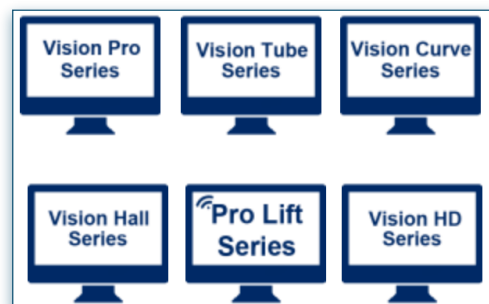 Vision Pro
Series
Vision Tube
Series
Vision Curve
Series
Vision Hall
Series
Pro Lift
Series
Vision HD
Series